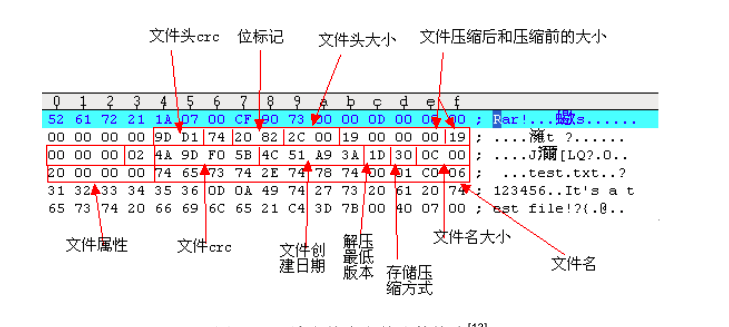 文件头crc 位标记 文件头大小 文件压缩后和压缩前的大小
0 1 2 3 4 5 6 7 8 9 a b c d e f
52 61 72 21 1A 07 00 CF 90 73 00 00 0D 00 00 00 ; Rar!...蠍s......
00 00 00 00 9D D1 74 20 82 2C 00 19 00 00 00 19 ; ....澭t ?......
00 00 00 02 4A 9D F0 5B 4C 51 A9 3A 1D 30 0C 00 ; ....J濔[LQ?.0..
20 00 00 00 74 65 73 74 2E 74 78 74 00 01 C0 06 ; ...test.txt..?
31 32 33 34 35 36 0D 0A 49 74 27 73 20 61 20 74 ; 123456..It's a t
65 73 74 20 66 69 6C 65 21 C4 3D 7B 00 40 07 00 ; est file!?{.@..
文件属性 文件crc 文件创
建日期 解压
最低
版本 存储压
缩方式 文件名大小
文件名
[12]